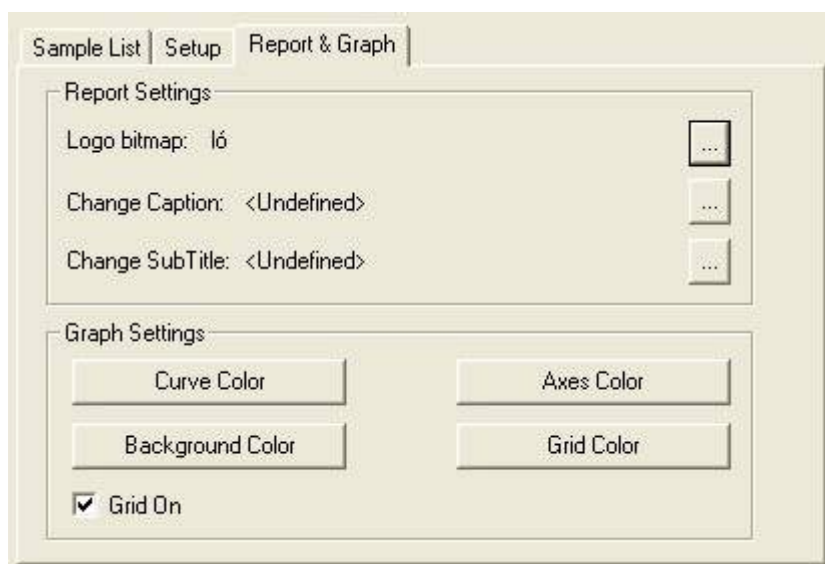 Sample List Setup Report & Graph
Report Settings
Logo bitmap: ló ...
Change Caption: <Undefined> ...
Change SubTitle: <Undefined> ...
Graph Settings
Curve Color Axes Color
Background Color Grid Color
Grid On